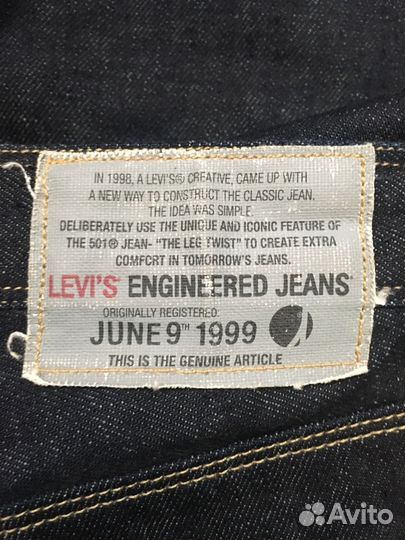 IN 1998, A LEVI'S® CREATIVE, CAME UP WITH
A NEW WAY TO CONSTRUCT THE CLASSIC JEAN.
THE IDEA WAS SIMPLE.
DELIBERATELY USE THE UNIQUE AND ICONIC FEATURE OF
THE 501® JEAN- "THE LEG TWIST" TO CREATE EXTRA
COMFORT IN TOMORROW'S JEANS.
LEVI'S ENGINEERED JEANS®
ORIGINALLY REGISTERED:
JUNE 9TH 1999
THIS IS THE GENUINE ARTICLE
Avito